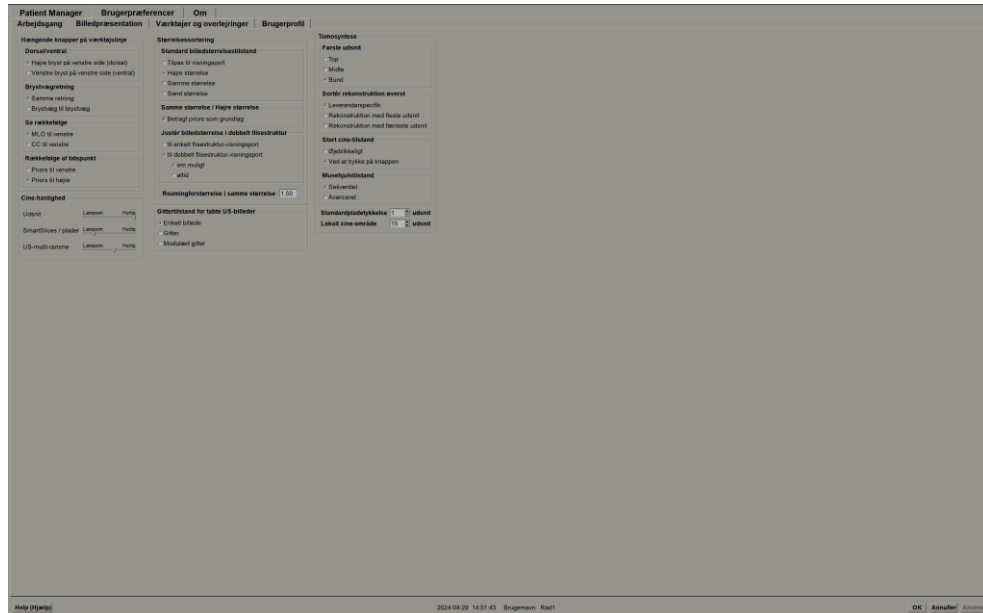 Patient Manager Brugerpræferencer Om
Arbejdsgang Billedpræsentation Værktøjer og overlejringer Brugerprofil
Hængende knapper på værktøjslinje
Dorsal/ventral
Højre bryst på venstre side (dorsal)
Venstre bryst på venstre side (ventral)
Brystvægretning
Samme retning
Brystvæg til brystvæg
Se rækkefølge
MLO til venstre
CC til venstre
Rækkefølge af tidspunkt
Priors til venstre
Priors til højre
Cine-hastighed
Udsnit Langsom Hurtig
SmartSlices / plader Langsom Hurtig
US-multi-ramme Langsom Hurtig
Størrelsessortering
Standard billedstørrelsestilstand
Tilpas til visningsport
Højre størrelse
Samme størrelse
Sand størrelse
Samme størrelse / Højre størrelse
Betragt priors som grundlag
Justér billedstørrelse i dobbelt flisestruktur
til enkelt flisestruktur-visningsport
til dobbelt flisestruktur-visningsport
om muligt
altid
Roamingforstørrelse i samme størrelse 1.50
Gittertilstand for tabte US-billeder
Enkelt billede
Gitter
Modulært gitter
Tomosyntese
Første udsnit
Top
Midte
Bund
Sortér rekonstruktion øverst
Leverandørspecifik
Rekonstruktion med fleste udsnit
Rekonstruktion med færreste udsnit
Start cine-tilstand
Øjeblikkeligt
Ved at trykke på knappen
Musehjulstilstand
Sekventiel
Avanceret
Standardpladetykkelse 1 udsnit
Lokalt cine-område 15 udsnit
Help (Hjælp) 2024-04-29 14:51:43 Brugernavn: Rad1 OK Annuller